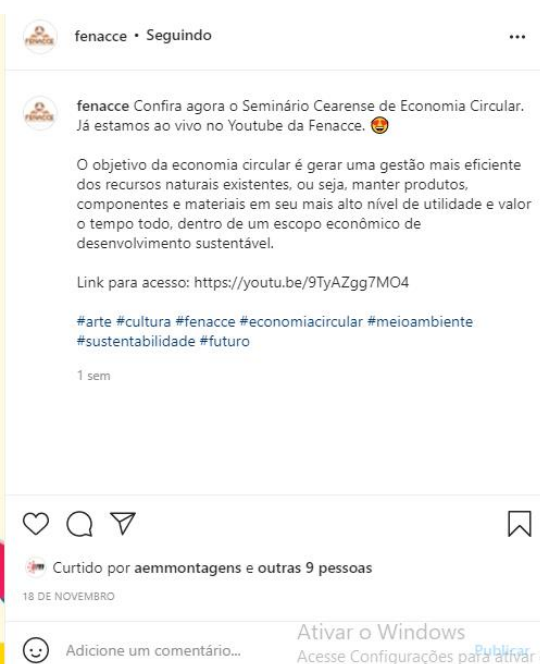 fenacce • Seguindo
fenacce Confira agora o Seminário Cearense de Economia Circular.
Já estamos ao vivo no Youtube da Fenacce. 🤩
O objetivo da economia circular é gerar uma gestão mais eficiente
dos recursos naturais existentes, ou seja, manter produtos,
componentes e materiais em seu mais alto nível de utilidade e valor
o tempo todo, dentro de um escopo econômico de
desenvolvimento sustentável.
Link para acesso: https://youtu.be/9TyAZgg7MO4
#arte #cultura #fenacce #economiacircular #meioambiente
#sustentabilidade #futuro
1 sem
Curtido por aemmontagens e outras 9 pessoas
18 DE NOVEMBRO
Ativar o Windows
Adicione um comentário...
Publicar
Acesse Configurações para ativar o